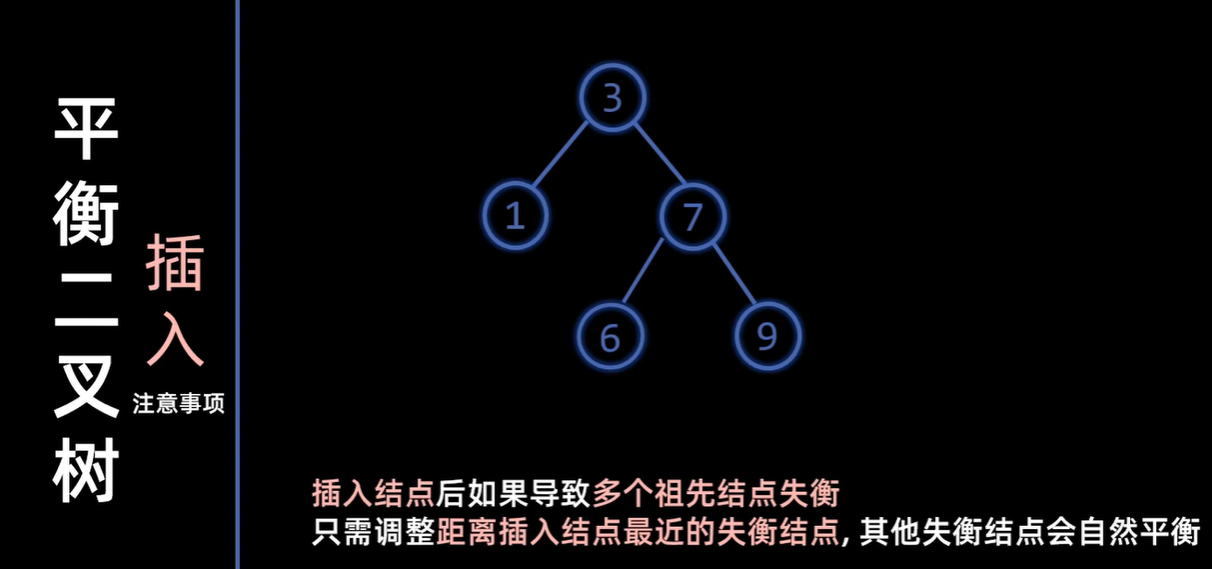 平衡二叉树
插入
注意事项
3
1
7
6
9
插入结点后如果导致多个祖先结点失衡
只需调整距离插入结点最近的失衡结点, 其他失衡结点会自然平衡